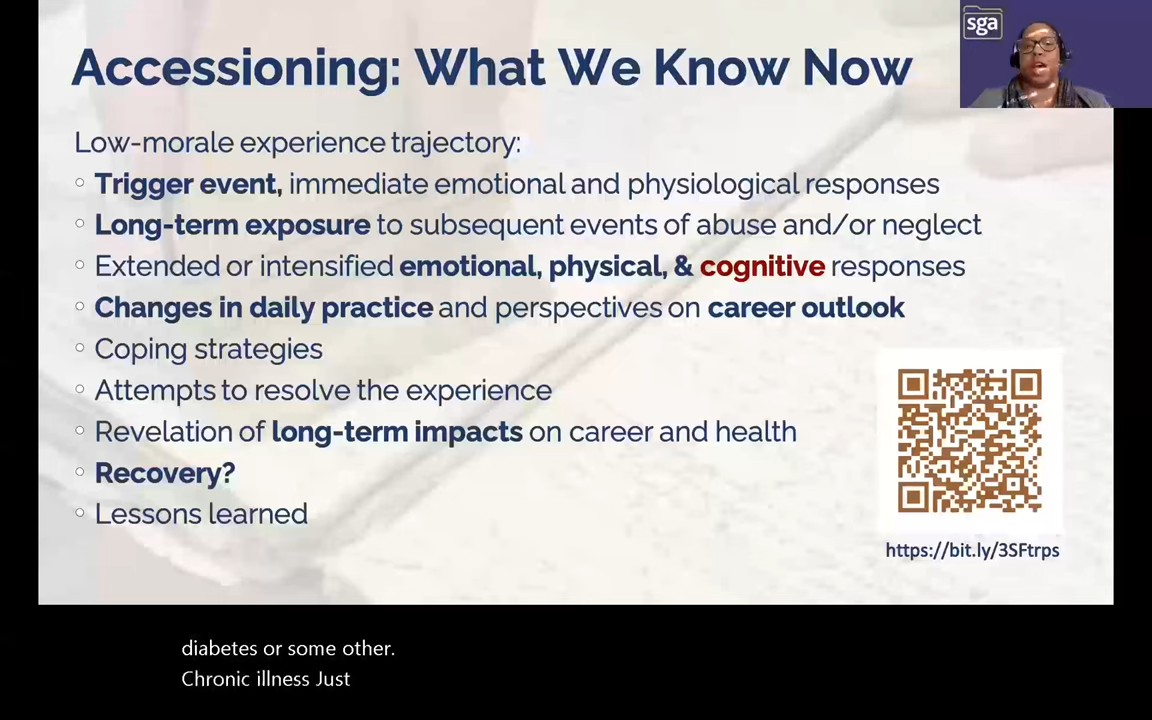 sga
Accessioning: What We Know Now
Low-morale experience trajectory:
Trigger event, immediate emotional and physiological responses
Long-term exposure to subsequent events of abuse and/or neglect
Extended or intensified emotional, physical, & cognitive responses
Changes in daily practice and perspectives on career outlook
Coping strategies
Attempts to resolve the experience
Revelation of long-term impacts on career and health
Recovery?
Lessons learned
https://bit.ly/3SFtrps
diabetes or some other.
Chronic illness Just